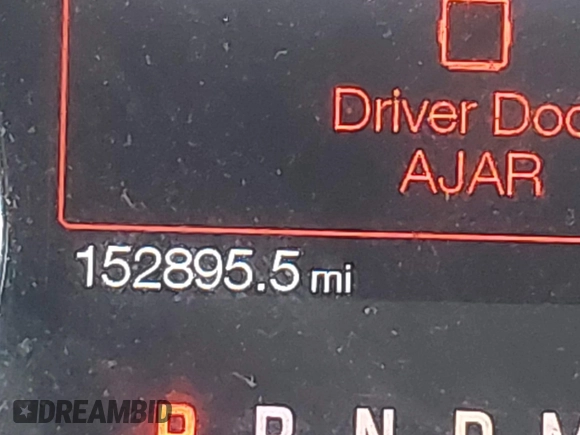 Driver Doo
AJAR
152895.5 mi
P R N D M
DREAMBID